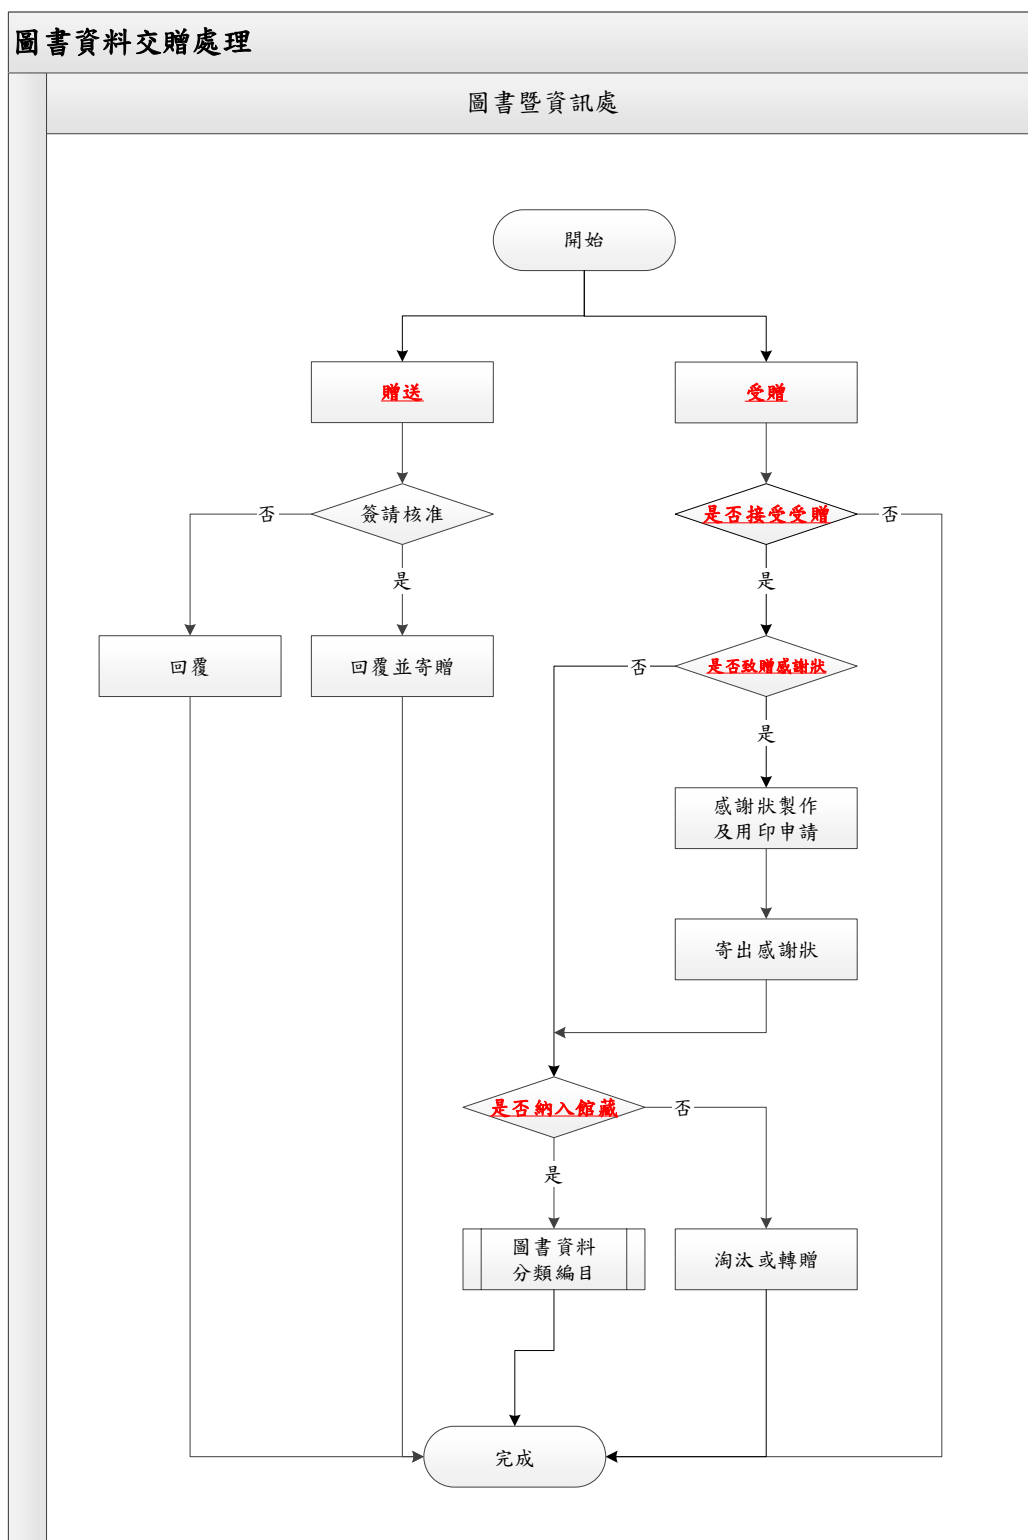 圖書資料交贈處理
圖書暨資訊處
開始
贈送
受贈
否
簽請核准
是否接受受贈
否
是
是
回覆
回覆並寄贈
否
是否致贈感謝狀
是
感謝狀製作
及用印申請
寄出感謝狀
是否納入館藏
否
是
圖書資料
分類編目
淘汰或轉贈
完成